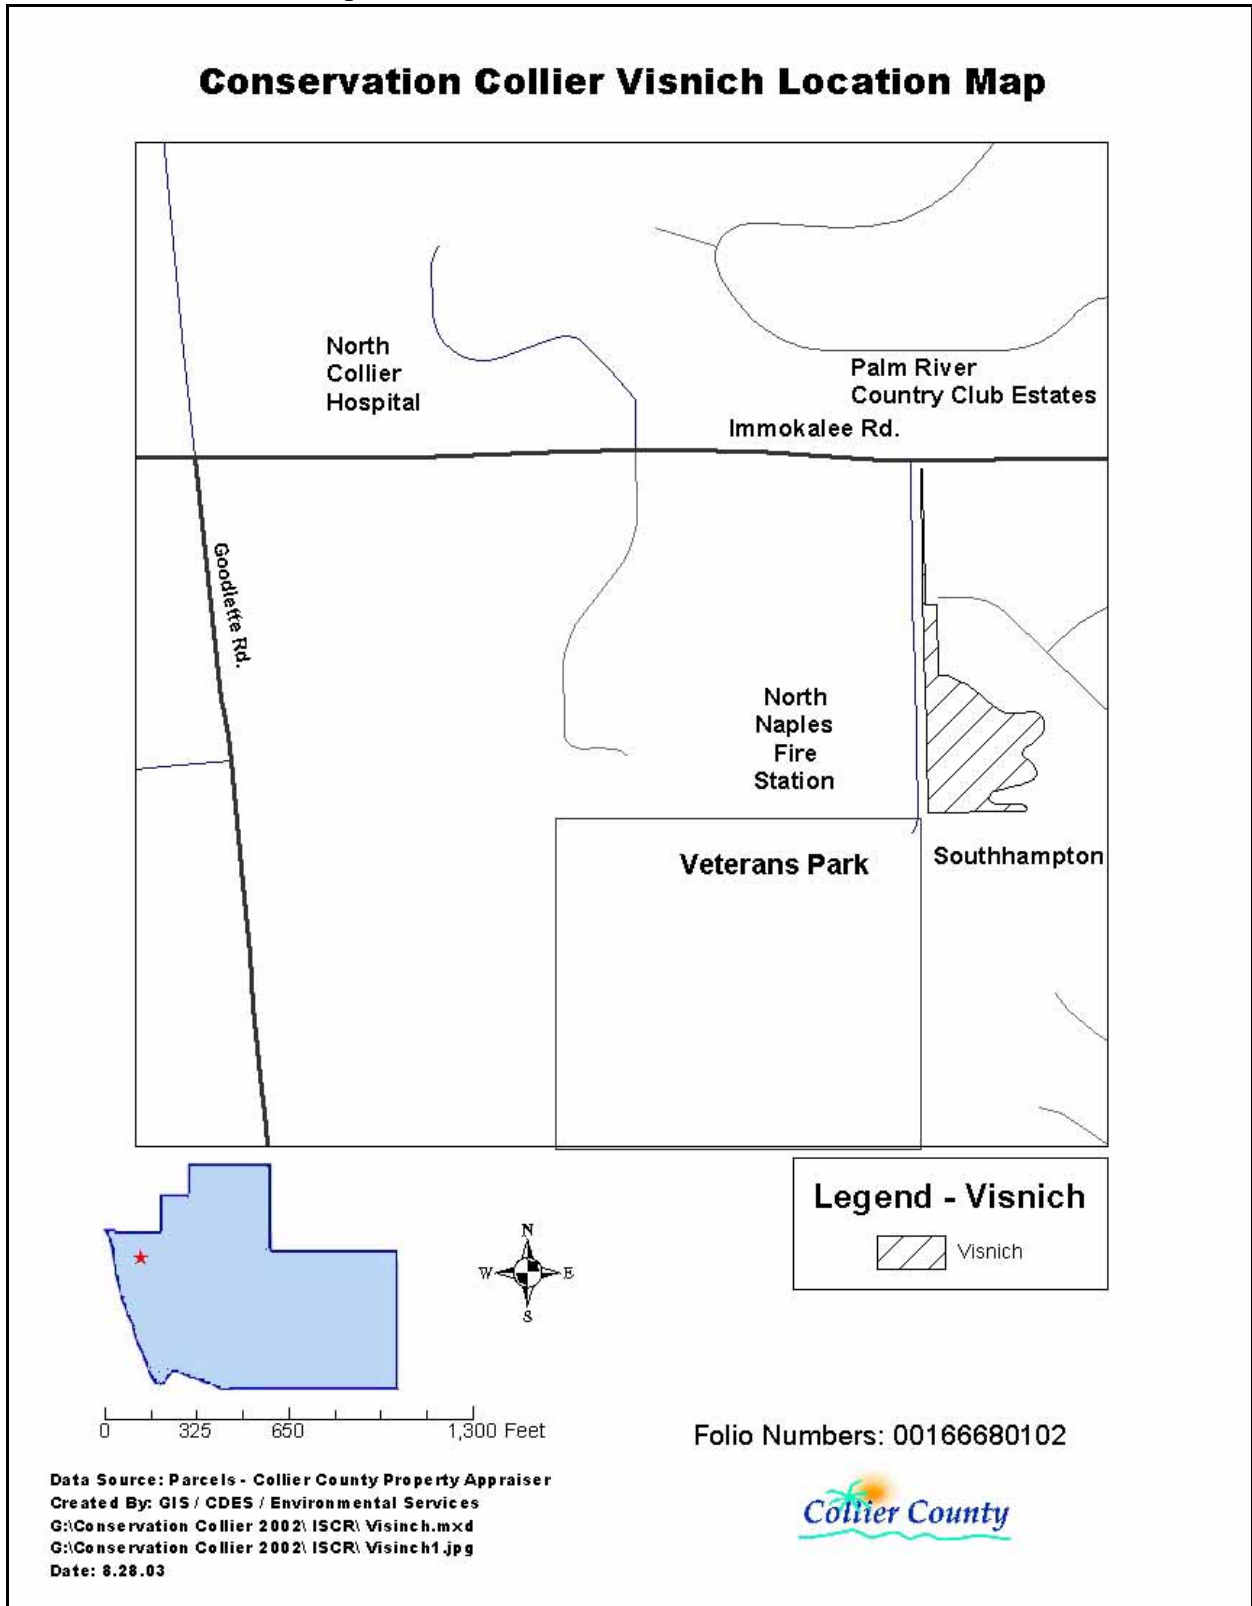 Conservation Collier Visnich Location Map
North
Collier
Hospital
Palm River
Country Club Estates
Immokalee Rd.
Goodlette Rd.
North
Naples
Fire
Station
Veterans Park
Southhampton
Legend - Visnich
Visnich
N
W E
S
0 325 650 1,300 Feet
Folio Numbers: 00166680102
Data Source: Parcels - Collier County Property Appraiser
Created By: GIS / CDES / Environmental Services
G:\Conservation Collier 2002\ ISCR\ Visinch.mxd
G:\Conservation Collier 2002\ ISCR\ Visinch1.jpg
Date: 8.28.03
Collier County